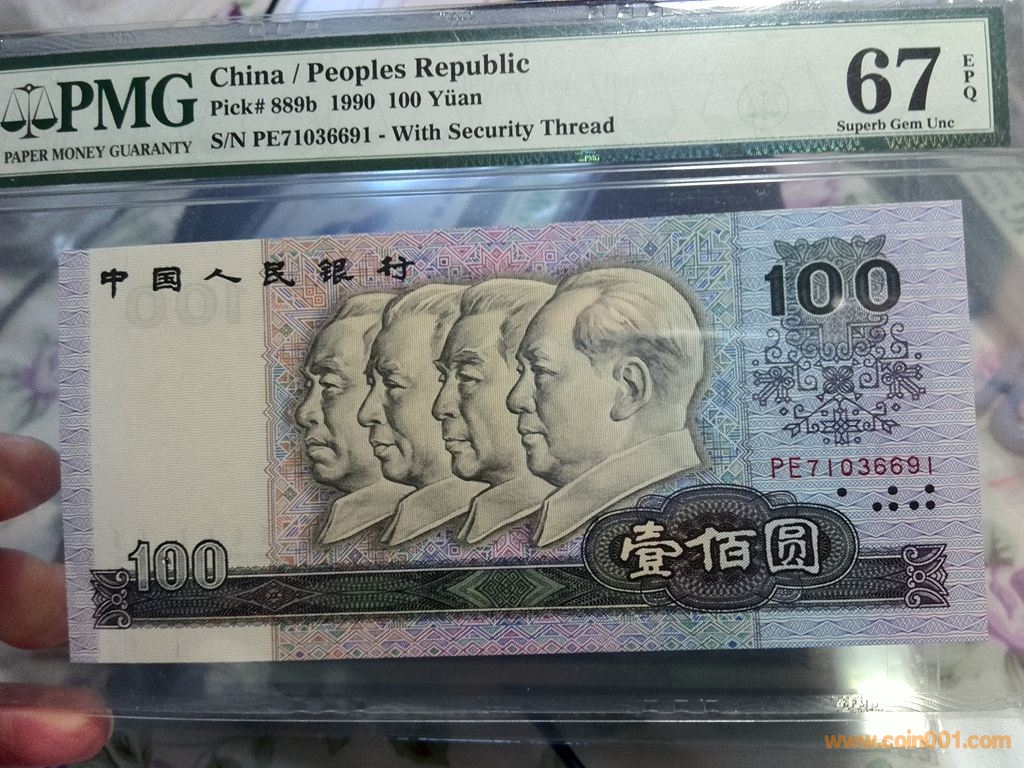 PMG
PAPER MONEY GUARANTY
China / Peoples Republic
Pick# 889b 1990 100 Yüan
S/N PE71036691 - With Security Thread
67
EPQ
Superb Gem Unc
PMG
中国人民银行
100
PE71036691
100
壹佰圆
www.coin001.com